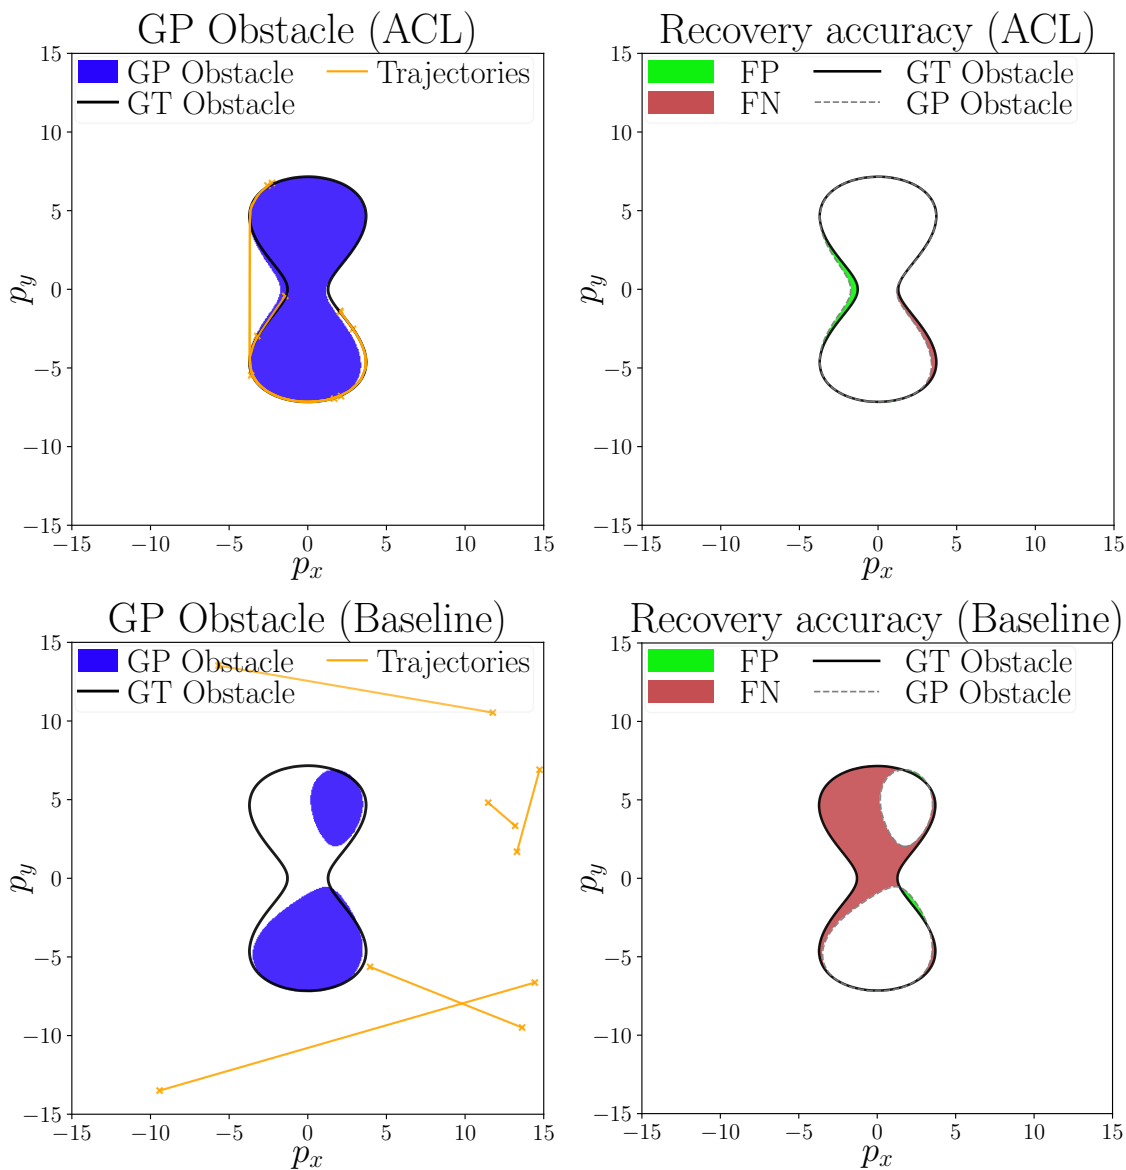 GP Obstacle (ACL)
GP Obstacle
Trajectories
GT Obstacle
15
10
5
0
−5
−10
−15
p_y
−15 −10 −5 0 5 10 15
p_x
Recovery accuracy (ACL)
FP
GT Obstacle
FN
GP Obstacle
15
10
5
0
−5
−10
−15
−15 −10 −5 0 5 10 15
p_y
p_x
GP Obstacle (Baseline)
GP Obstacle
Trajectories
GT Obstacle
15
10
5
0
−5
−10
−15
p_y
−15 −10 −5 0 5 10 15
p_x
Recovery accuracy (Baseline)
FP
GT Obstacle
FN
GP Obstacle
15
10
5
0
−5
−10
−15
p_y
−15 −10 −5 0 5 10 15
p_x